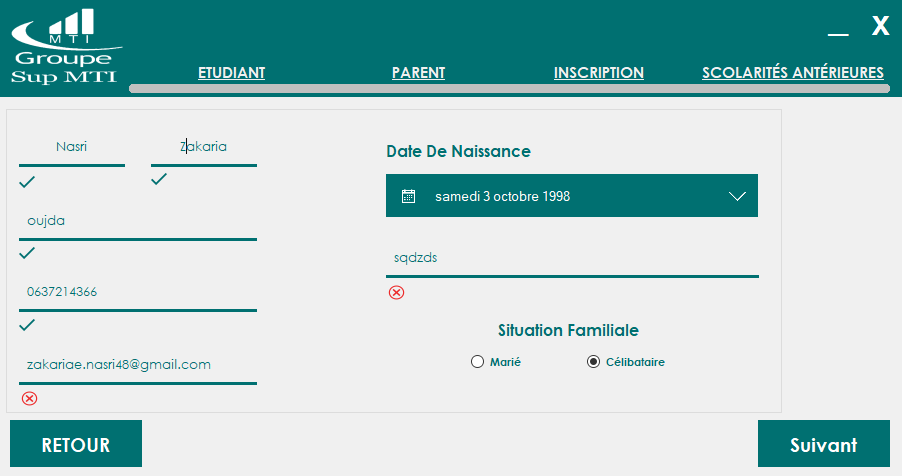 MTI
Groupe
Sup MTI
X
ETUDIANT
PARENT
INSCRIPTION
SCOLARITÉS ANTÉRIEURES
Nasri
Zakaria
oujda
0637214366
zakariae.nasri48@gmail.com
Date De Naissance
samedi 3 octobre 1998
sqdzds
Situation Familiale
Marié
Célibataire
RETOUR
Suivant